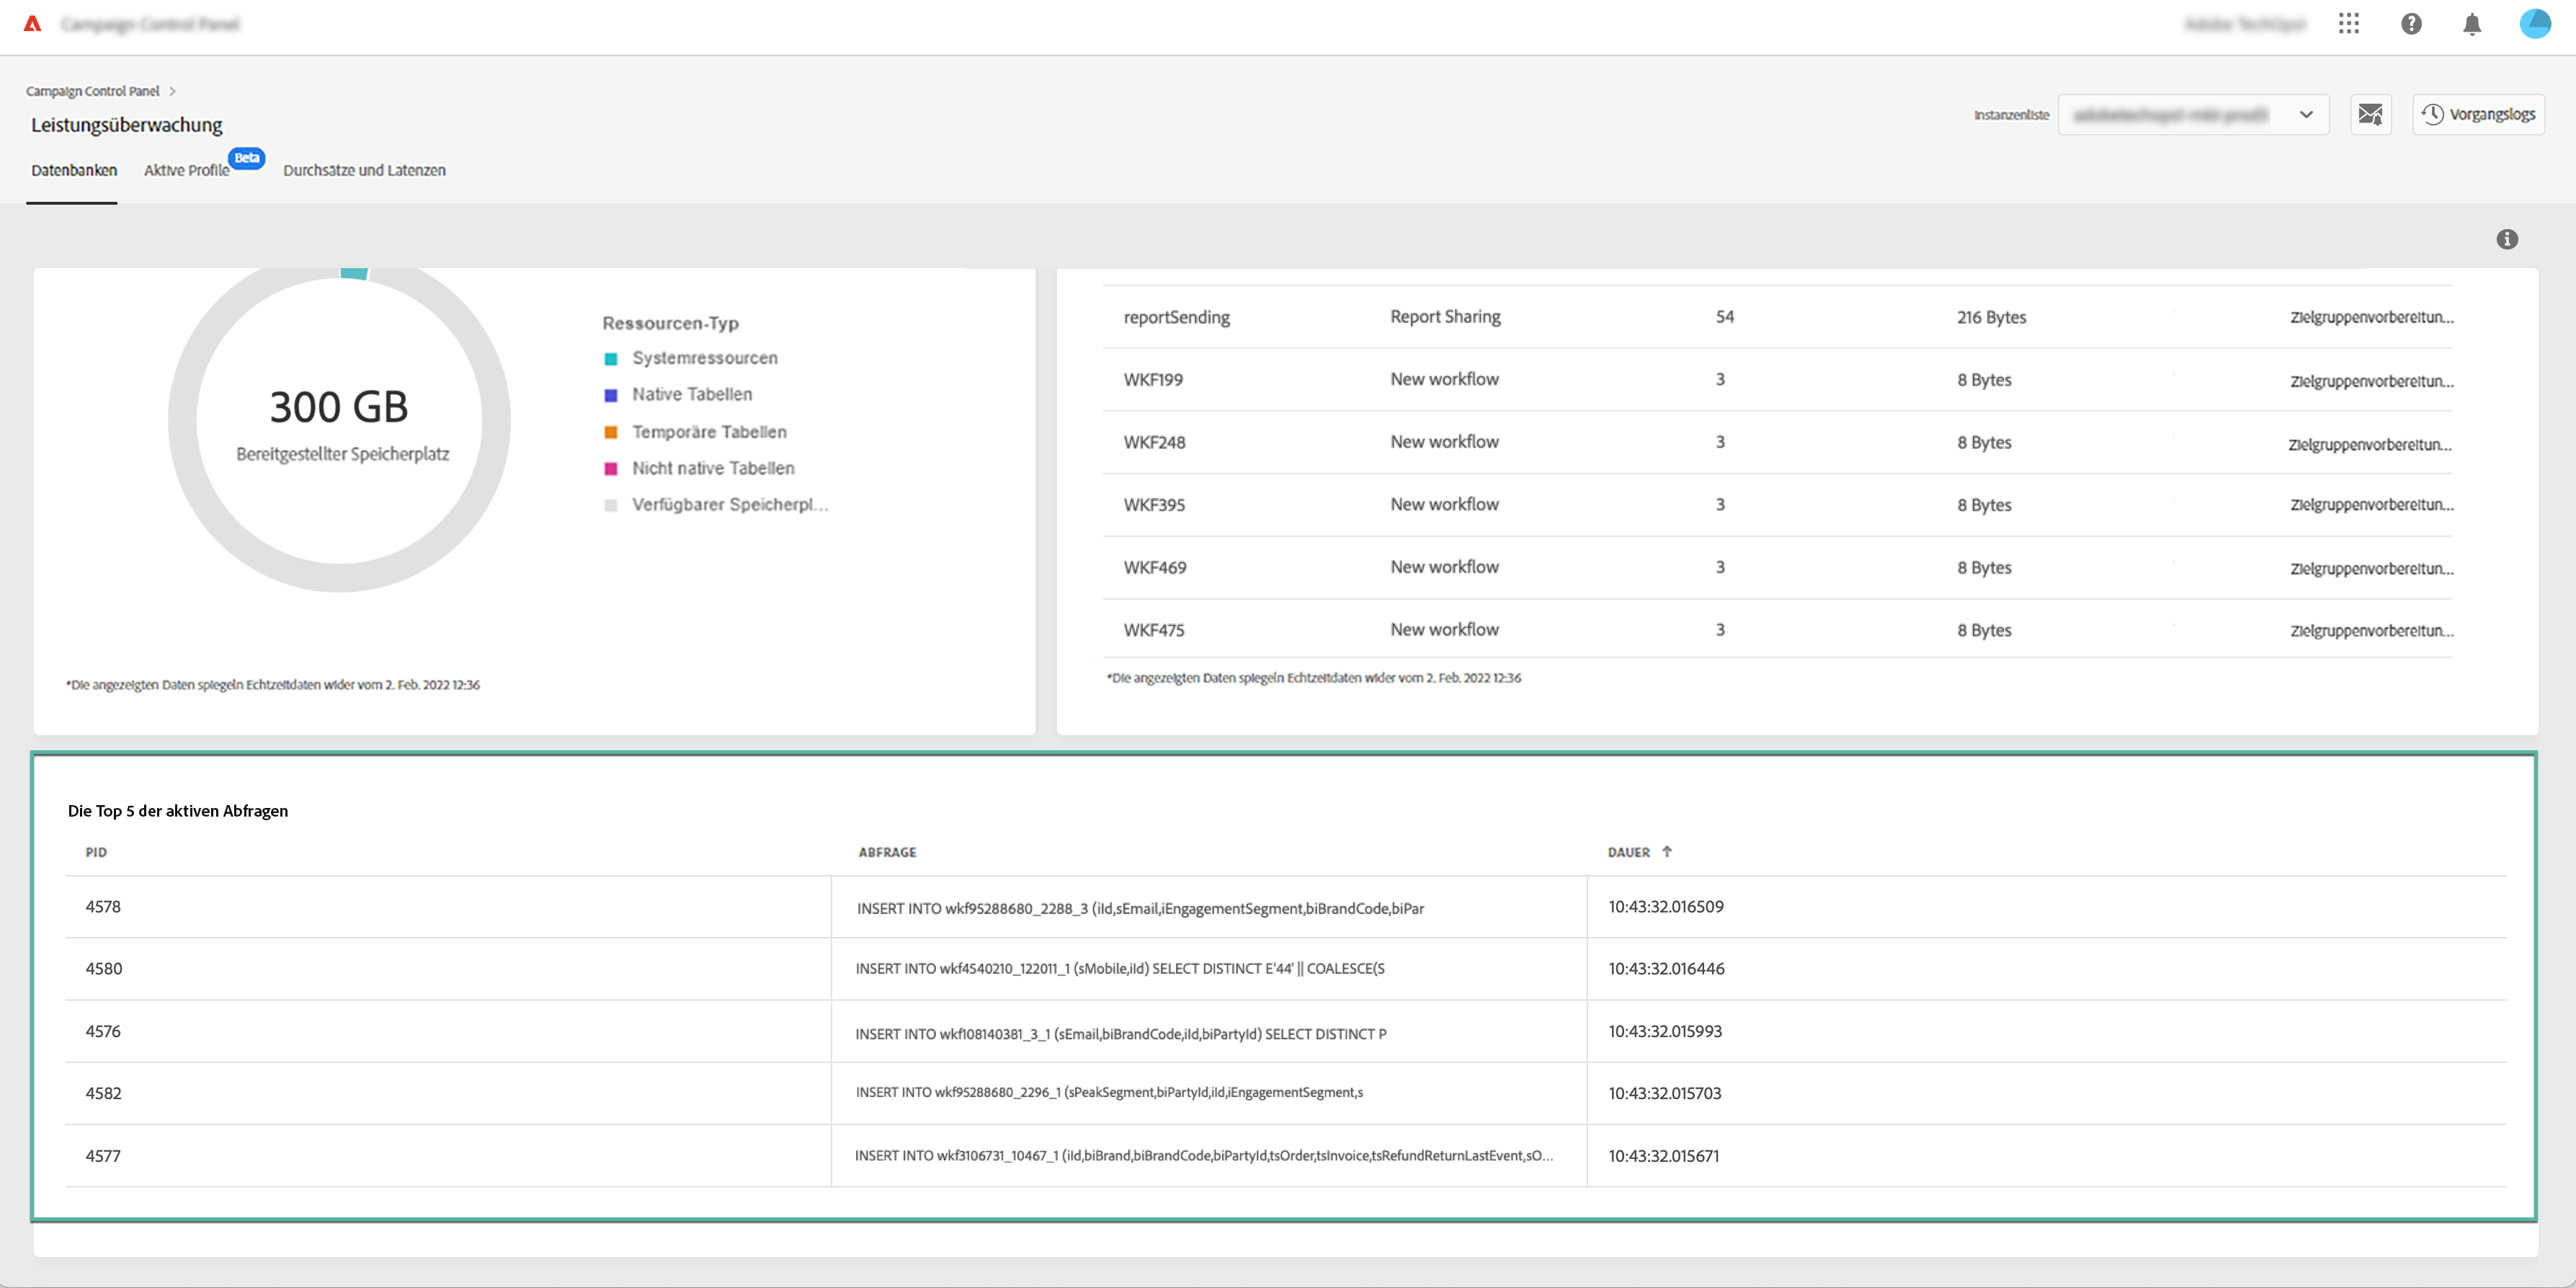 Campaign Control Panel
Campaign Control Panel >
Leistungsüberwachung
Instanzenliste
Vorgangslogs
Datenbanken Aktive Profile Beta Durchsätze und Latenzen
300 GB
Bereitgestellter Speicherplatz
Ressourcen-Typ
Systemressourcen
Native Tabellen
Temporäre Tabellen
Nicht native Tabellen
Verfügbarer Speicherpl...
*Die angezeigten Daten spiegeln Echtzeitdaten wider vom 2. Feb. 2022 12:36
reportSending Report Sharing 54 216 Bytes Zielgruppenvorbereitun...
WKF199 New workflow 3 8 Bytes Zielgruppenvorbereitun...
WKF248 New workflow 3 8 Bytes Zielgruppenvorbereitun...
WKF395 New workflow 3 8 Bytes Zielgruppenvorbereitun...
WKF469 New workflow 3 8 Bytes Zielgruppenvorbereitun...
WKF475 New workflow 3 8 Bytes Zielgruppenvorbereitun...
*Die angezeigten Daten spiegeln Echtzeitdaten wider vom 2. Feb. 2022 12:36
Die Top 5 der aktiven Abfragen
PID ABFRAGE DAUER ↑
4578 INSERT INTO wkf95288680_2288_3 (iId,sEmail,iEngagementSegment,biBrandCode,biPar 10:43:32.016509
4580 INSERT INTO wkf4540210_122011_1 (sMobile,iId) SELECT DISTINCT E'44' || COALESCE(S 10:43:32.016446
4576 INSERT INTO wkf108140381_3_1 (sEmail,biBrandCode,iId,biPartyId) SELECT DISTINCT P 10:43:32.015993
4582 INSERT INTO wkf95288680_2296_1 (sPeakSegment,biPartyId,iId,iEngagementSegment,s 10:43:32.015703
4577 INSERT INTO wkf3106731_10467_1 (iId,biBrand,biBrandCode,biPartyId,tsOrder,tsInvoice,tsRefundReturnLastEvent,sO... 10:43:32.015671